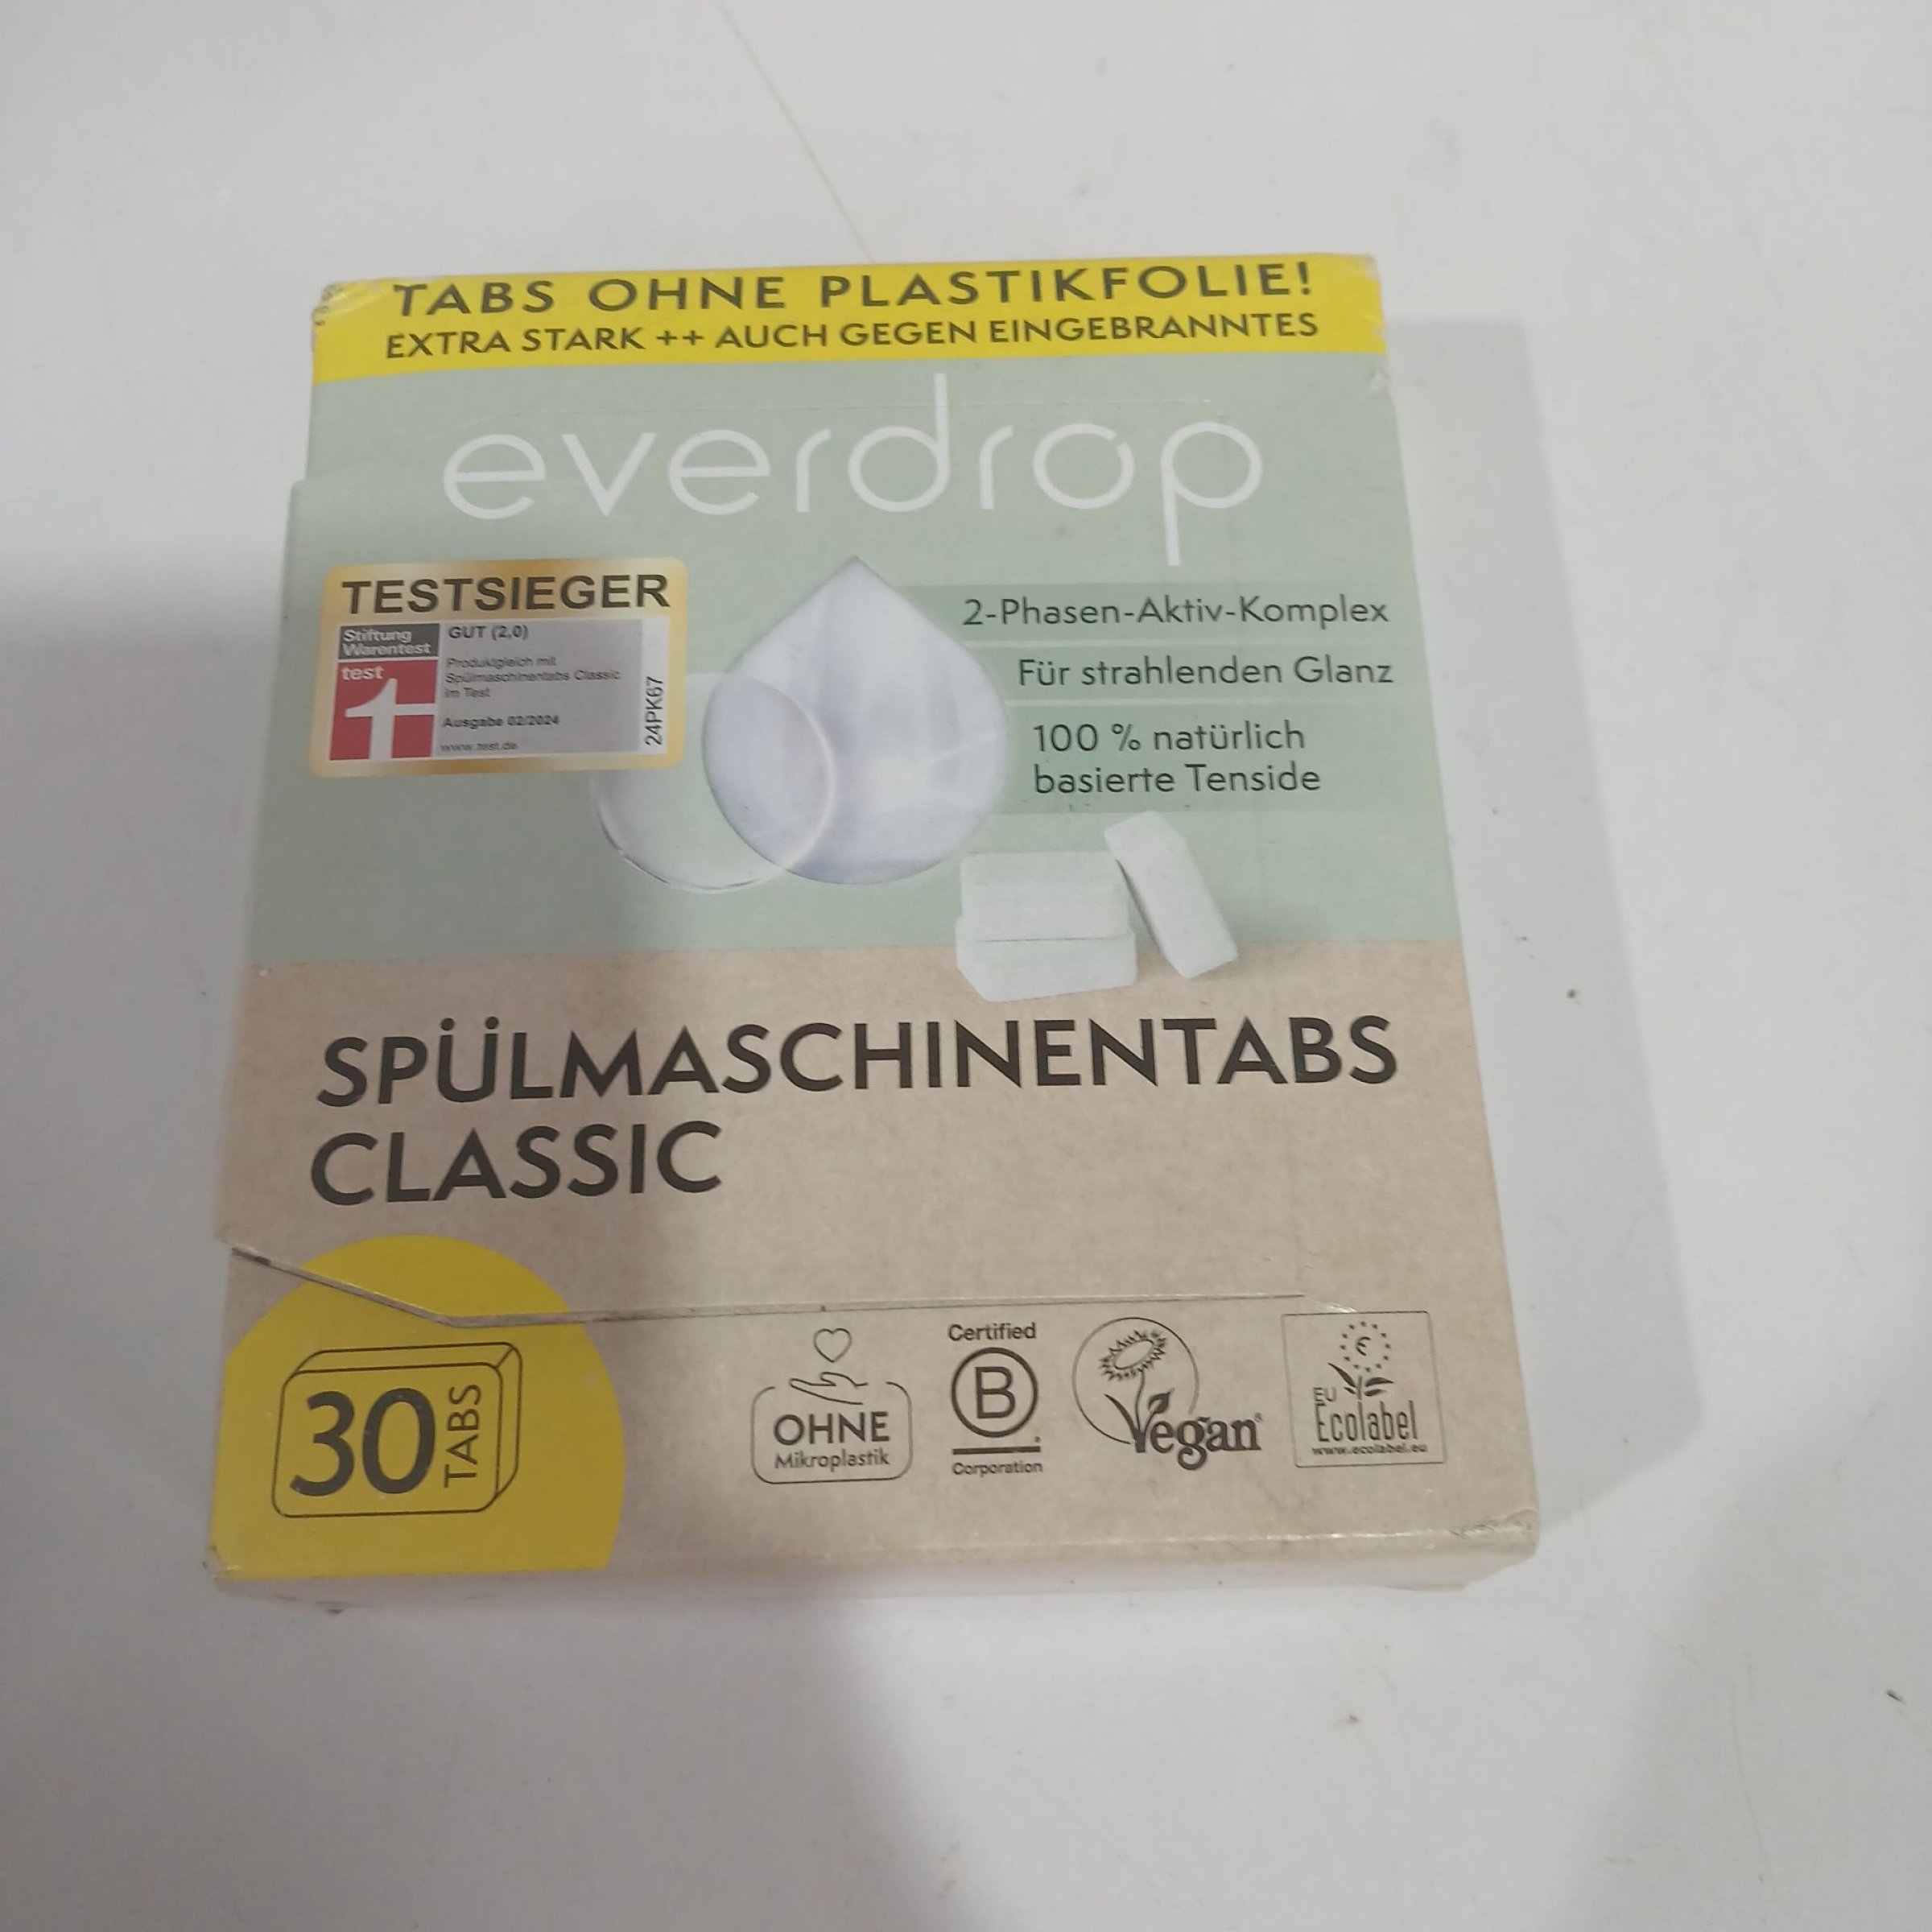 TABS OHNE PLASTIKFOLIE!
EXTRA STARK ++ AUCH GEGEN EINGEBRANNTES
everdrop
TESTSIEGER
Stiftung
Warentest
test
GUT (2,0)
Produktgleich mit
Spülmaschinentabs Classic
im Test
Ausgabe 02/2024
www.test.de
24PK67
2-Phasen-Aktiv-Komplex
Für strahlenden Glanz
100 % natürlich
basierte Tenside
SPÜLMASCHINENTABS
CLASSIC
30 TABS
OHNE
Mikroplastik
Certified
B
Corporation
Vegan
EU
Ecolabel
www.ecolabel.eu